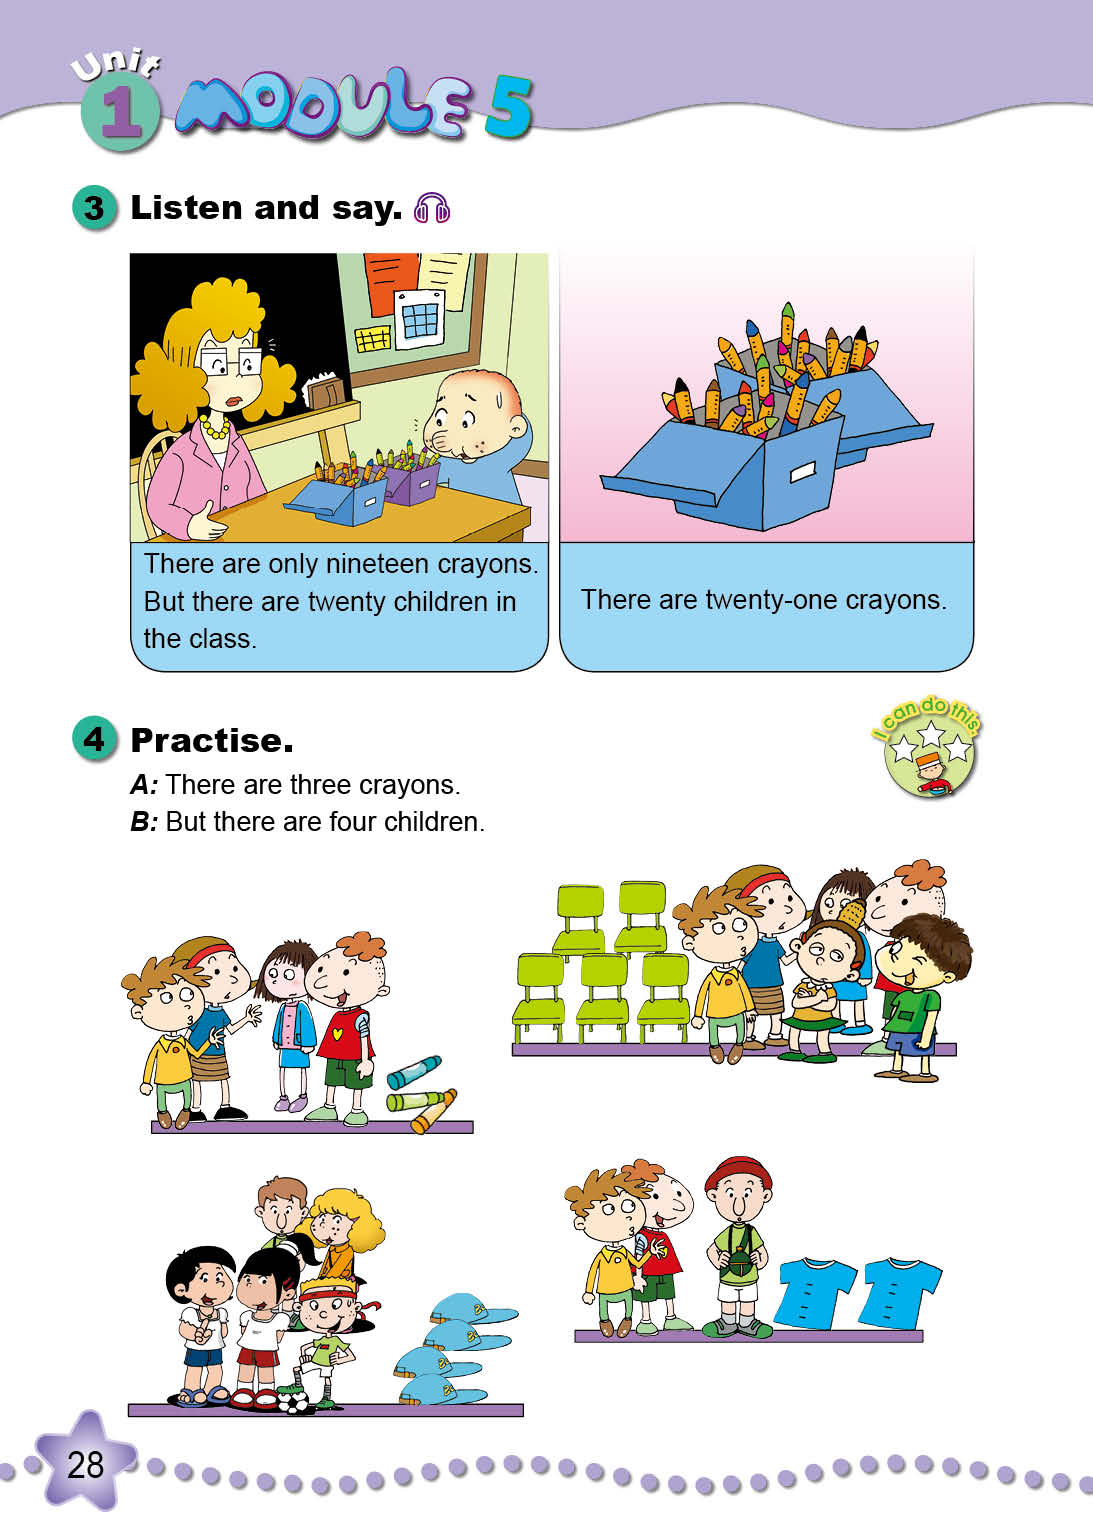 Unit
1 MODULE 5
3 Listen and say.
There are only nineteen crayons.
But there are twenty children in
the class.
There are twenty-one crayons.
I can do this.
4 Practise.
A: There are three crayons.
B: But there are four children.
28